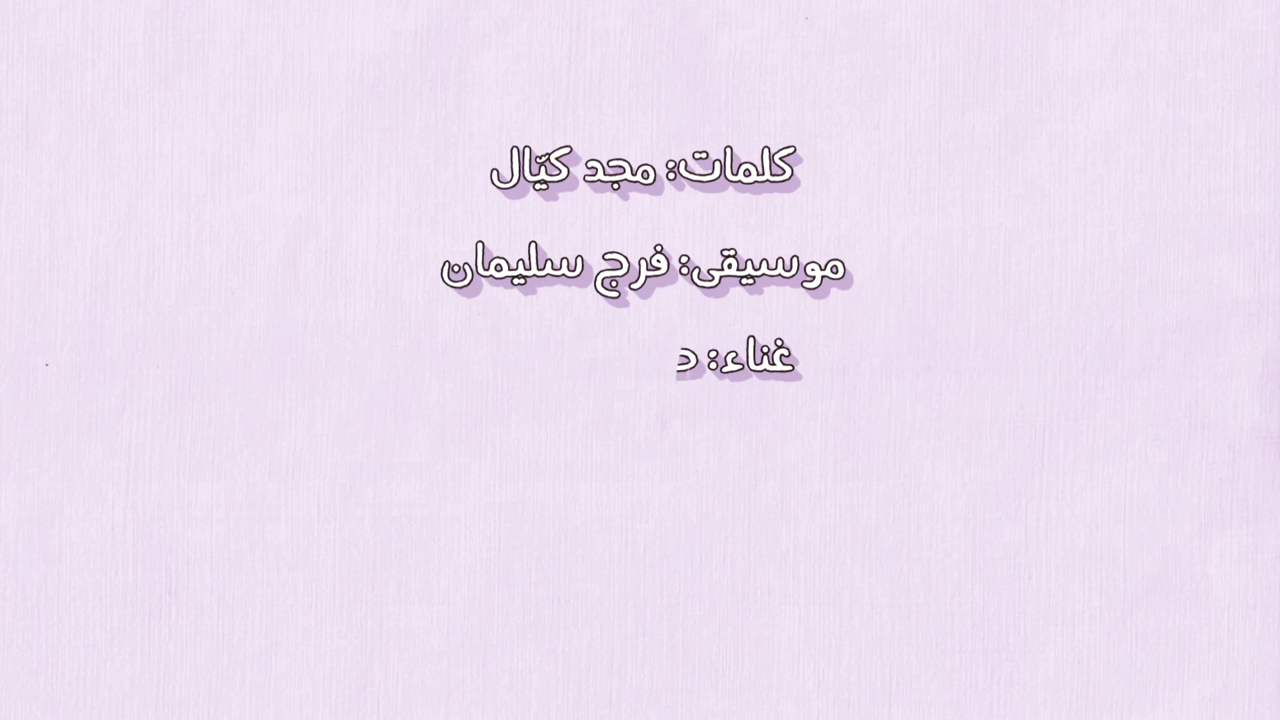 كلمات: مجد كيّال
موسيقى: فرج سليمان
غناء: